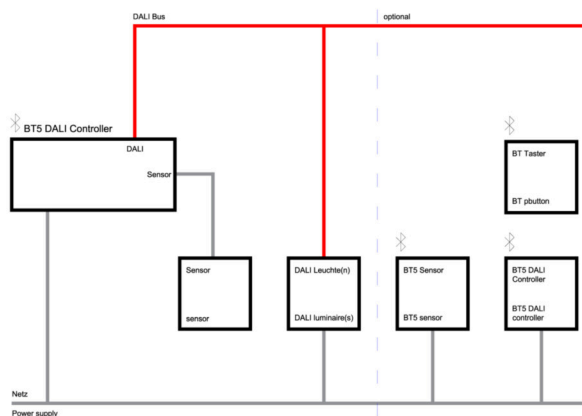 DALI Bus
optional
BT5 DALI Controller
DALI
Sensor
BT Taster
BT pbutton
Sensor
sensor
DALI Leuchte(n)
DALI luminaire(s)
BT5 Sensor
BT5 sensor
BT5 DALI
Controller
BT5 DALI
controller
Netz
Power supply